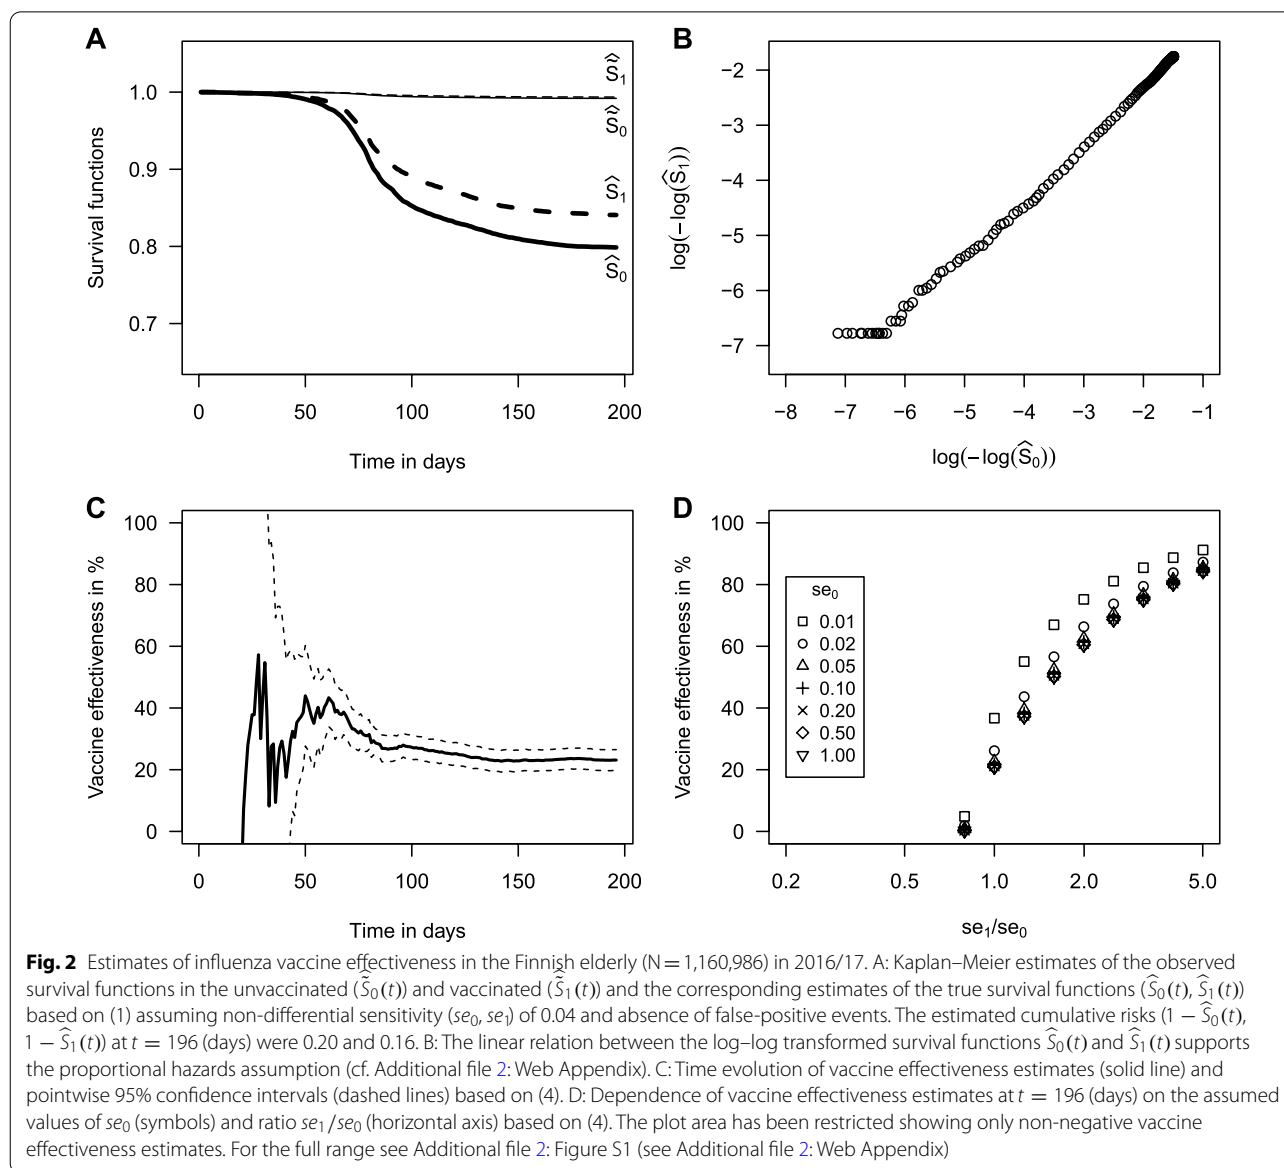 A
Survival functions
1.0
0.9
0.8
0.7
0 50 100 150 200
Time in days
S̃̂₁
S̃̂₀
Ŝ₁
Ŝ₀
B
log(−log(Ŝ₁))
−2
−3
−4
−5
−6
−7
−8 −7 −6 −5 −4 −3 −2 −1
log(−log(Ŝ₀))
C
Vaccine effectiveness in %
100
80
60
40
20
0
0 50 100 150 200
Time in days
D
Vaccine effectiveness in %
100
80
60
40
20
0
se₀
0.01
0.02
0.05
0.10
0.20
0.50
1.00
0.2 0.5 1.0 2.0 5.0
se₁/se₀
Fig. 2 Estimates of influenza vaccine effectiveness in the Finnish elderly (N = 1,160,986) in 2016/17. A: Kaplan–Meier estimates of the observed
survival functions in the unvaccinated (S̃̂₀(t)) and vaccinated (S̃̂₁(t)) and the corresponding estimates of the true survival functions (Ŝ₀(t), Ŝ₁(t))
based on (1) assuming non-differential sensitivity (se₀, se₁) of 0.04 and absence of false-positive events. The estimated cumulative risks (1 − Ŝ₀(t),
1 − Ŝ₁(t)) at t = 196 (days) were 0.20 and 0.16. B: The linear relation between the log–log transformed survival functions Ŝ₀(t) and Ŝ₁(t) supports
the proportional hazards assumption (cf. Additional file 2: Web Appendix). C: Time evolution of vaccine effectiveness estimates (solid line) and
pointwise 95% confidence intervals (dashed lines) based on (4). D: Dependence of vaccine effectiveness estimates at t = 196 (days) on the assumed
values of se₀ (symbols) and ratio se₁/se₀ (horizontal axis) based on (4). The plot area has been restricted showing only non-negative vaccine
effectiveness estimates. For the full range see Additional file 2: Figure S1 (see Additional file 2: Web Appendix)